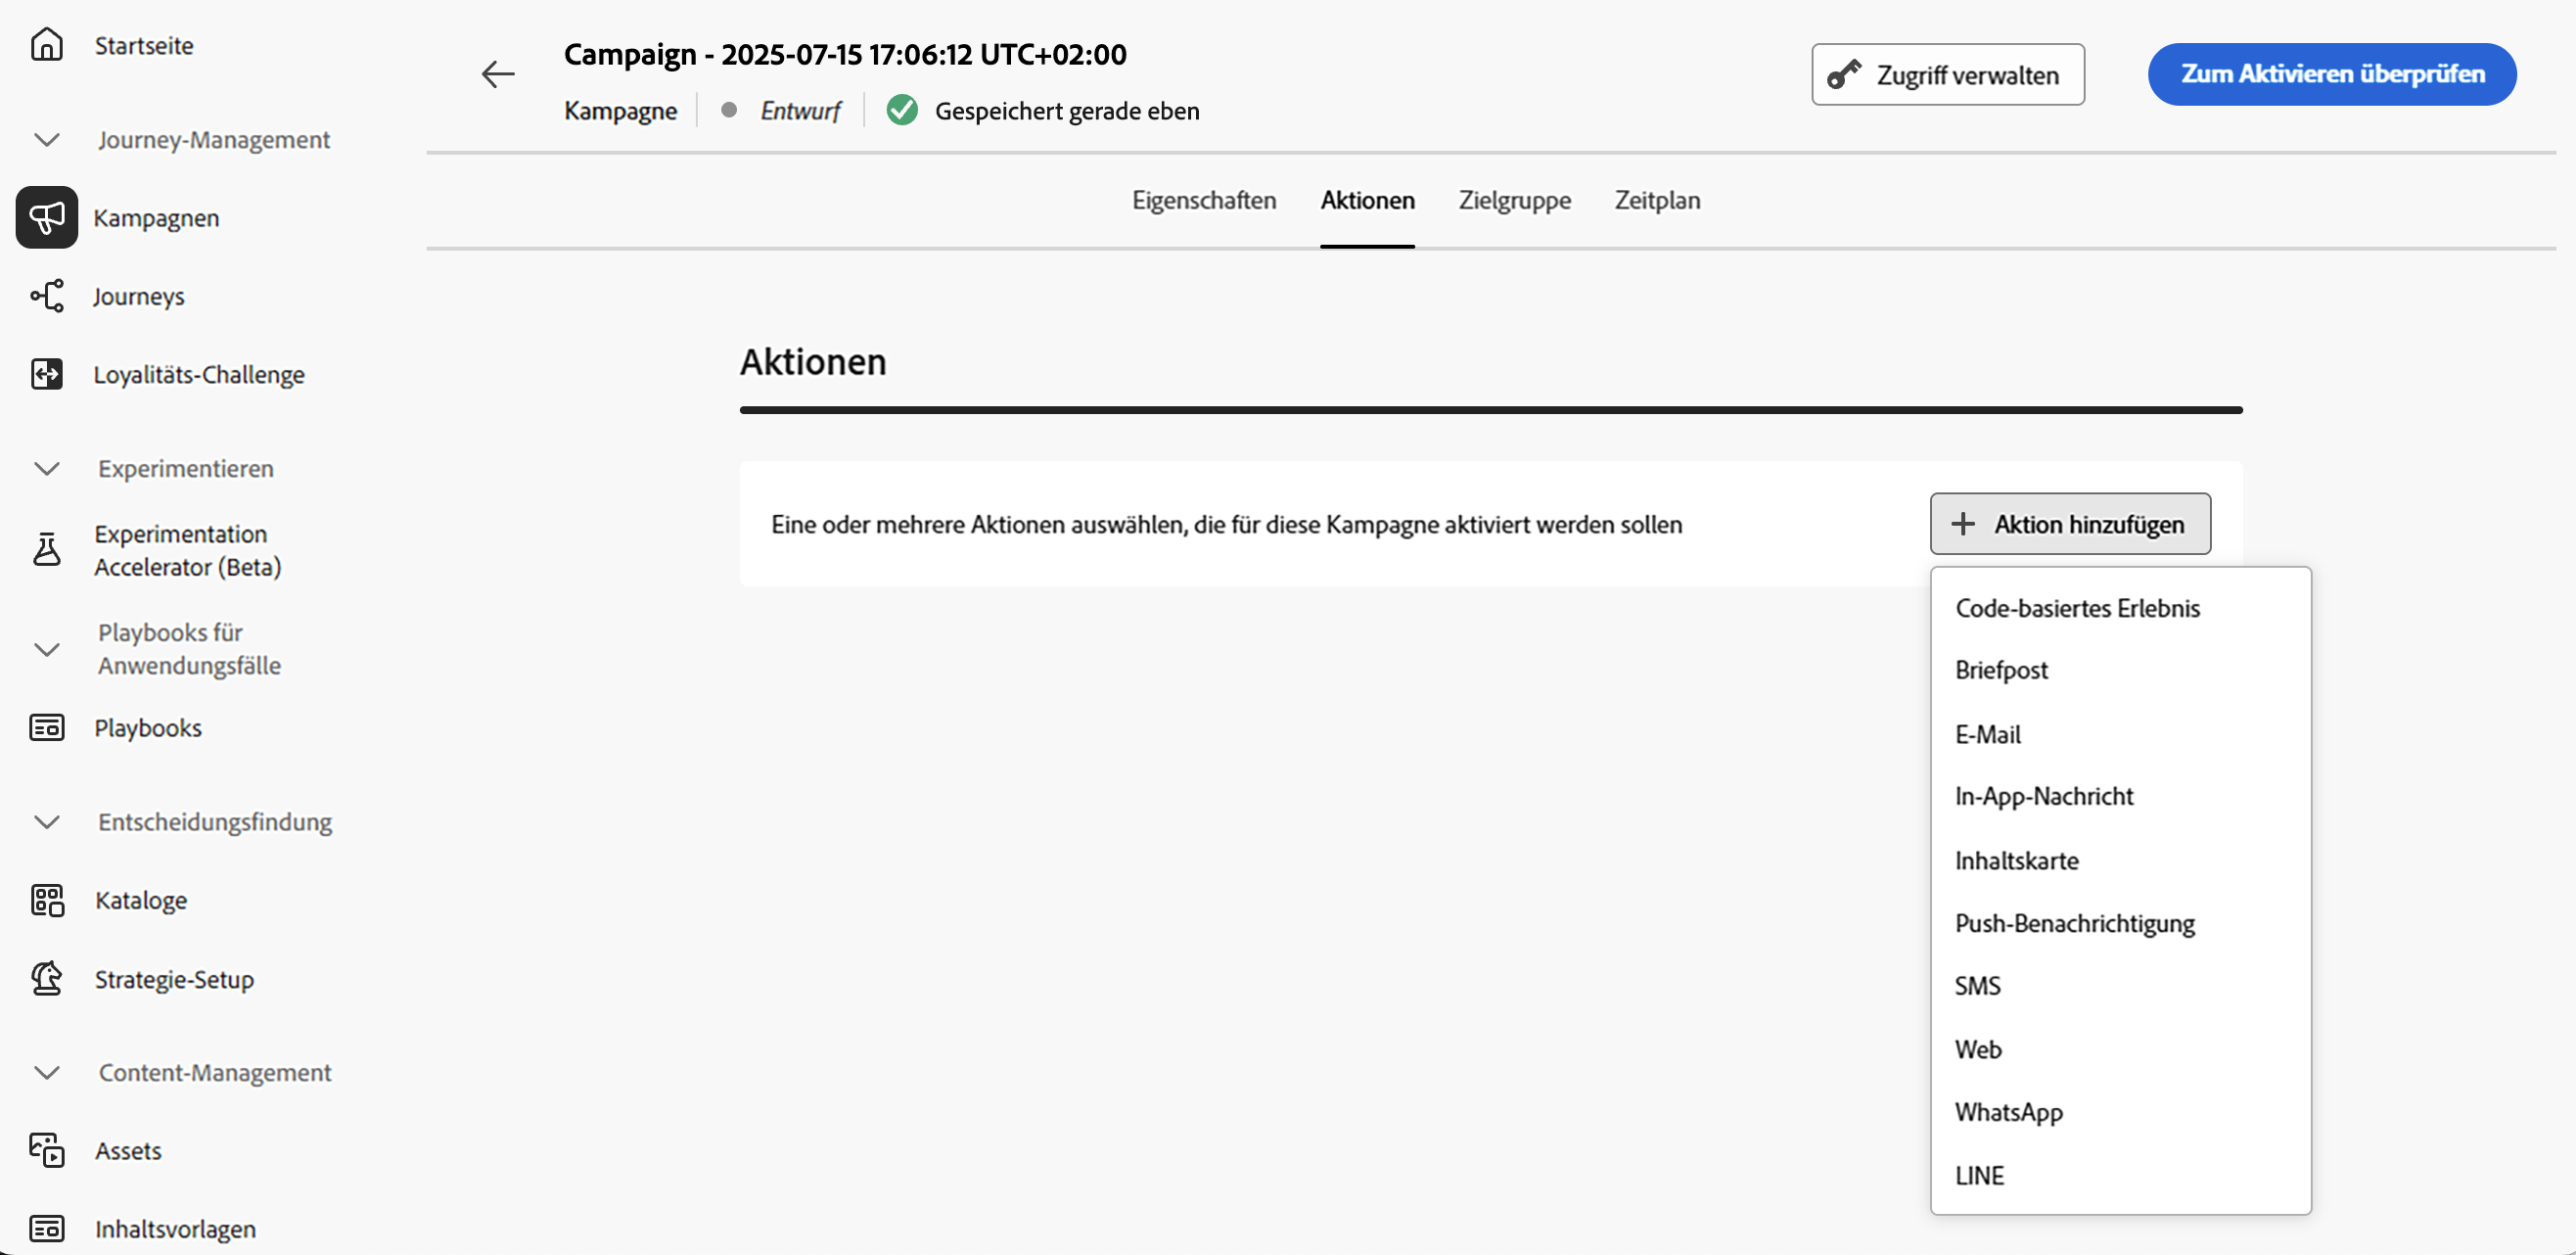 Startseite
Journey-Management
Kampagnen
Journeys
Loyalitäts-Challenge
Experimentieren
Experimentation
Accelerator (Beta)
Playbooks für
Anwendungsfälle
Playbooks
Entscheidungsfindung
Kataloge
Strategie-Setup
Content-Management
Assets
Inhaltsvorlagen
Campaign - 2025-07-15 17:06:12 UTC+02:00
Kampagne Entwurf Gespeichert gerade eben
Zugriff verwalten
Zum Aktivieren überprüfen
Eigenschaften Aktionen Zielgruppe Zeitplan
Aktionen
Eine oder mehrere Aktionen auswählen, die für diese Kampagne aktiviert werden sollen
Aktion hinzufügen
Code-basiertes Erlebnis
Briefpost
E-Mail
In-App-Nachricht
Inhaltskarte
Push-Benachrichtigung
SMS
Web
WhatsApp
LINE